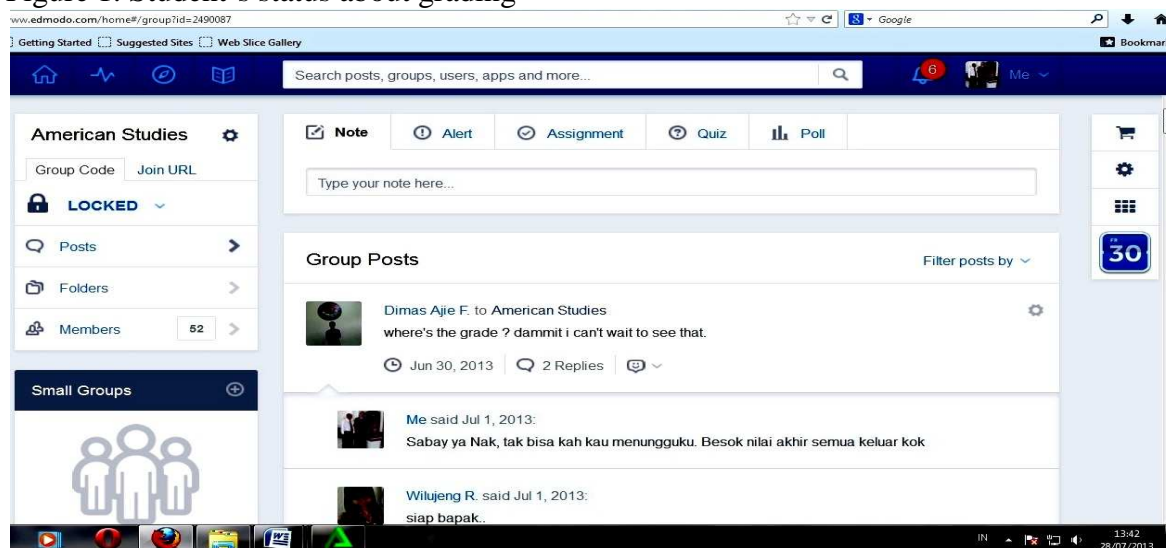 Figure 1. Student's status about grading
ww.edmodo.com/home#/group?id=2490087
Google
Getting Started Suggested Sites Web Slice Gallery
Bookmar
Search posts, groups, users, apps and more...
6
Me
American Studies
Group Code Join URL
LOCKED
Posts
Folders
Members 52
Small Groups
Note Alert Assignment Quiz Poll
Type your note here...
Group Posts
Filter posts by
Dimas Ajie F. to American Studies
where's the grade ? dammit i can't wait to see that.
Jun 30, 2013 2 Replies
Me said Jul 1, 2013:
Sabay ya Nak, tak bisa kah kau menungguku. Besok nilai akhir semua keluar kok
Wilujeng R. said Jul 1, 2013:
siap bapak..
30
IN
13:42
28/07/2013